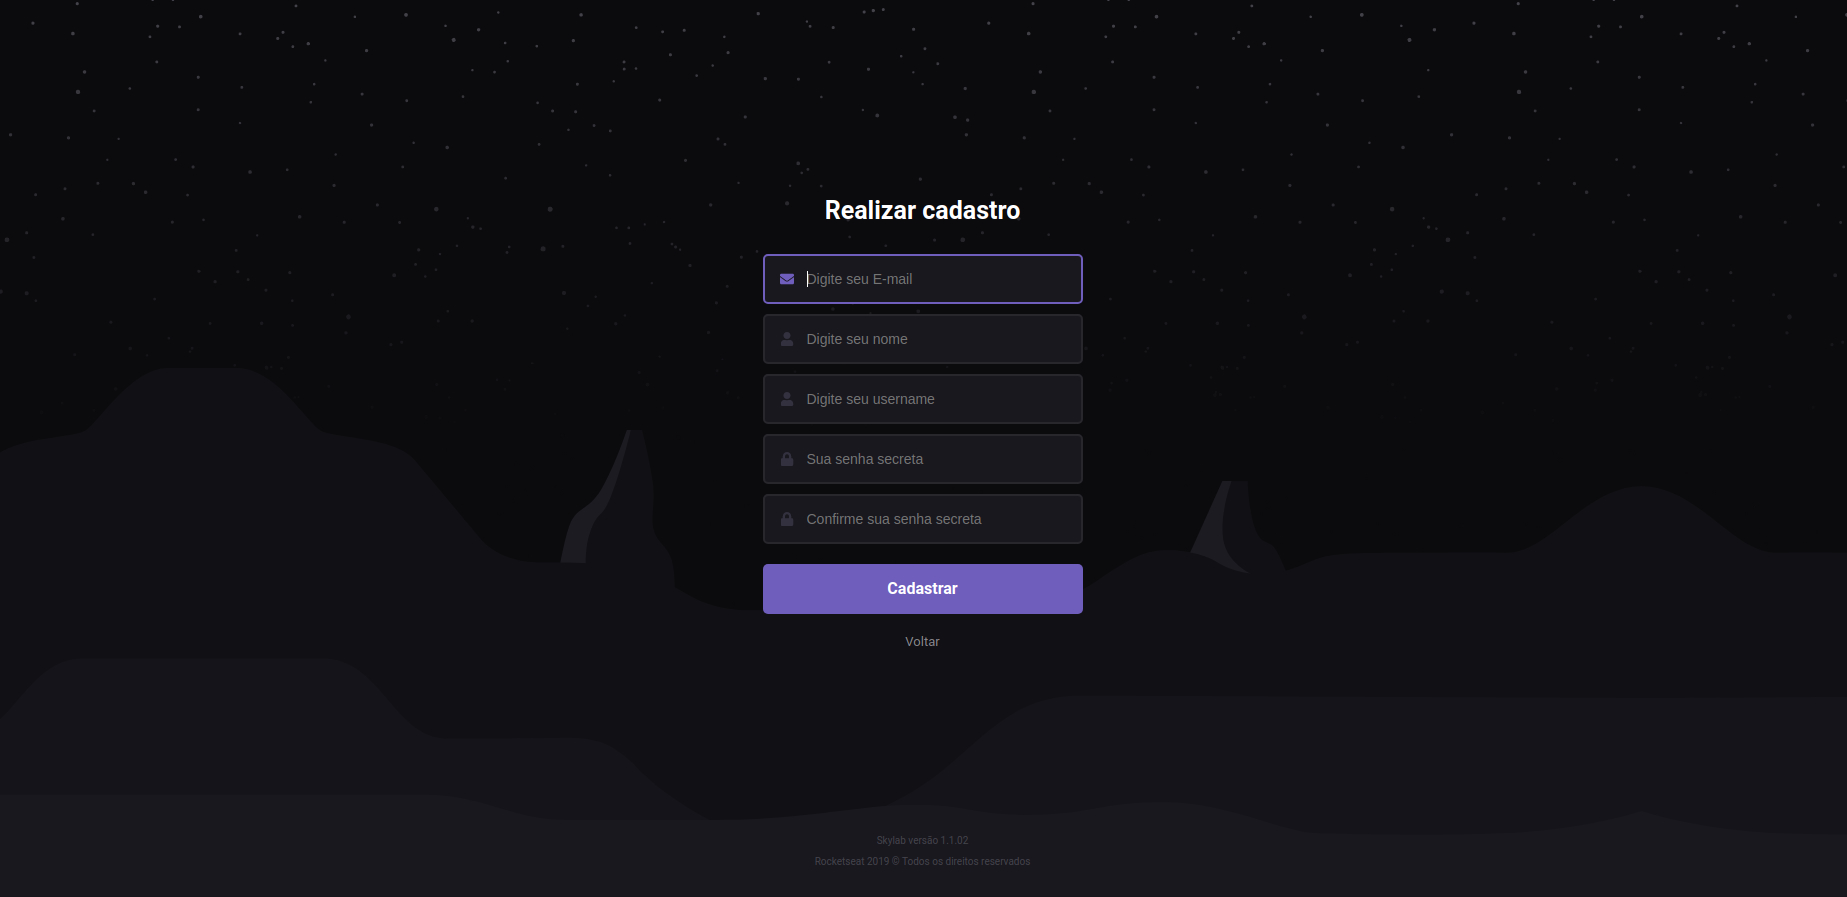 Realizar cadastro
Digite seu E-mail
Digite seu nome
Digite seu username
Sua senha secreta
Confirme sua senha secreta
Cadastrar
Voltar
Skylab versão 1.1.02
Rocketseat 2019 © Todos os direitos reservados